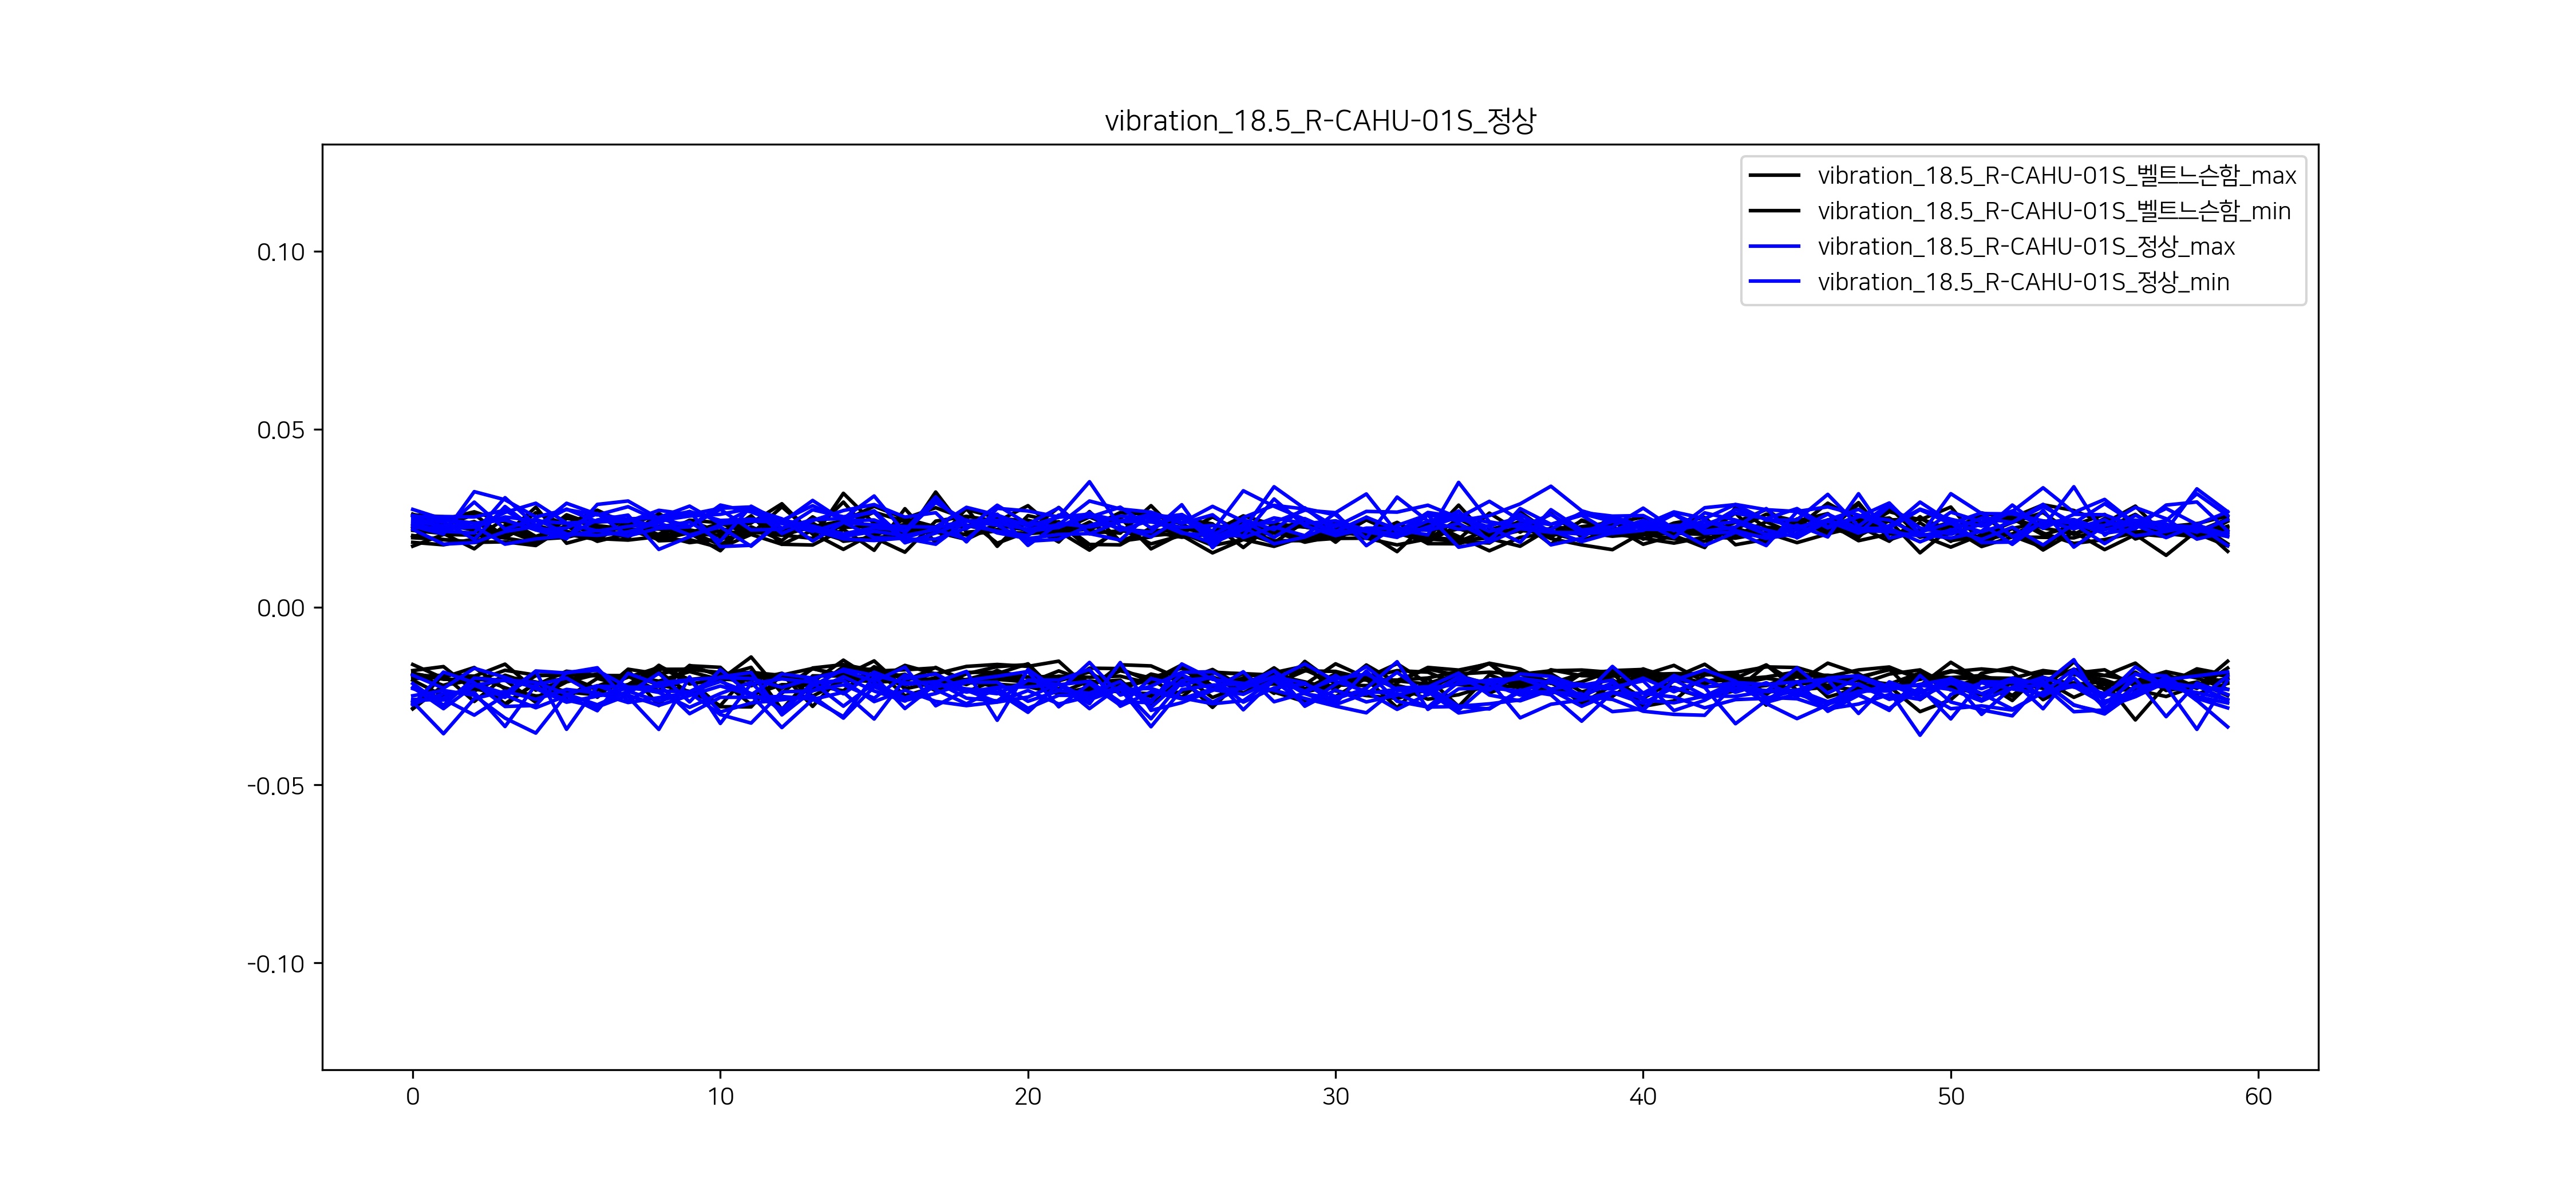 vibration_18.5_R-CAHU-01S_정상
vibration_18.5_R-CAHU-01S_벨트느슨함_max
vibration_18.5_R-CAHU-01S_벨트느슨함_min
vibration_18.5_R-CAHU-01S_정상_max
vibration_18.5_R-CAHU-01S_정상_min
0.10
0.05
0.00
-0.05
-0.10
0 10 20 30 40 50 60